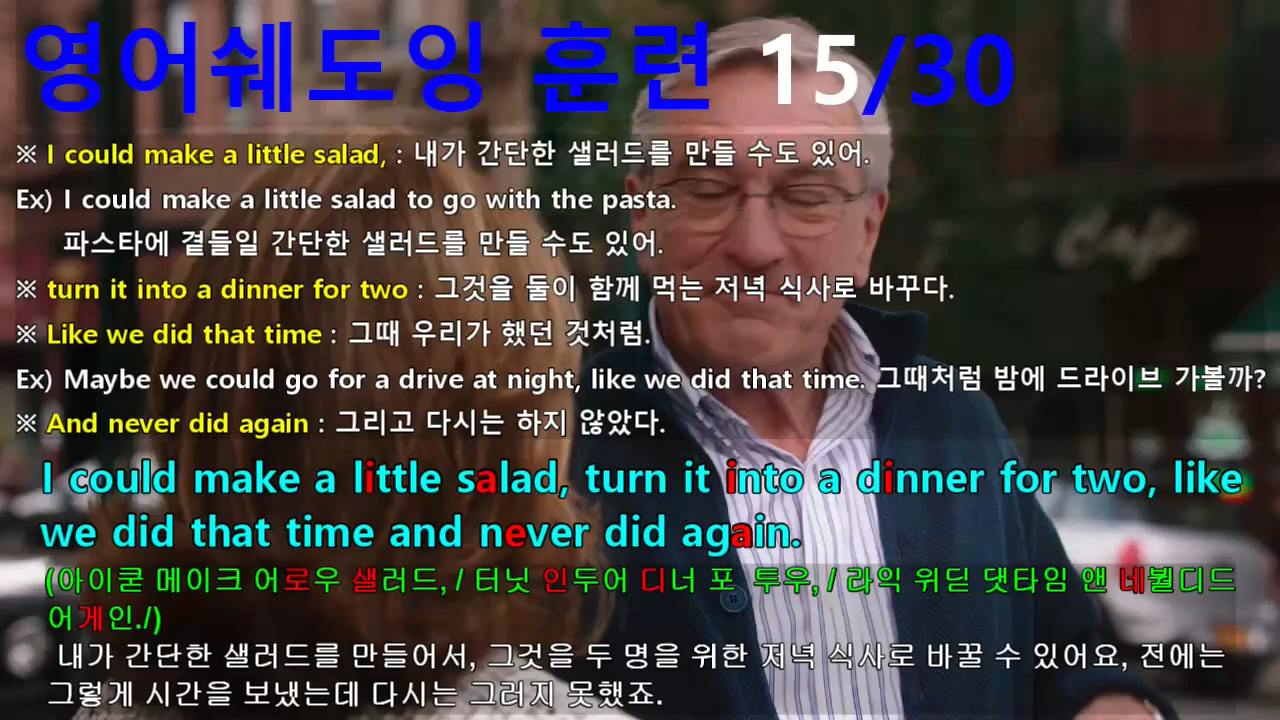 영어쉐도잉 훈련 15/30
※ I could make a little salad, : 내가 간단한 샐러드를 만들 수도 있어.
Ex) I could make a little salad to go with the pasta.
파스타에 곁들일 간단한 샐러드를 만들 수도 있어.
※ turn it into a dinner for two : 그것을 둘이 함께 먹는 저녁 식사로 바꾸다.
※ Like we did that time : 그때 우리가 했던 것처럼.
Ex) Maybe we could go for a drive at night, like we did that time. 그때처럼 밤에 드라이브 가볼까?
※ And never did again : 그리고 다시는 하지 않았다.
I could make a little salad, turn it into a dinner for two, like
we did that time and never did again.
(아이쿧 메이크 어로우 샐러드, / 터닛 인두어 디너 포 투우, / 라익 위딛 댓타임 앤 네붤디드
어게인./)
내가 간단한 샐러드를 만들어서, 그것을 두 명을 위한 저녁 식사로 바꿀 수 있어요, 전에는
그렇게 시간을 보냈는데 다시는 그러지 못했죠.
Cafe